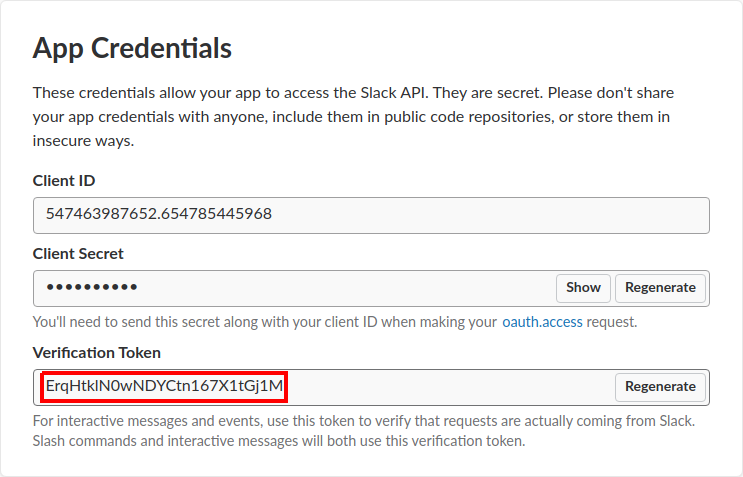 App Credentials
These credentials allow your app to access the Slack API. They are secret. Please don't share
your app credentials with anyone, include them in public code repositories, or store them in
insecure ways.
Client ID
547463987652.654785445968
Client Secret
•••••••••• Show Regenerate
You'll need to send this secret along with your client ID when making your oauth.access request.
Verification Token
ErqHtklN0wNDYCtn167X1tGj1M Regenerate
For interactive messages and events, use this token to verify that requests are actually coming from Slack.
Slash commands and interactive messages will both use this verification token.